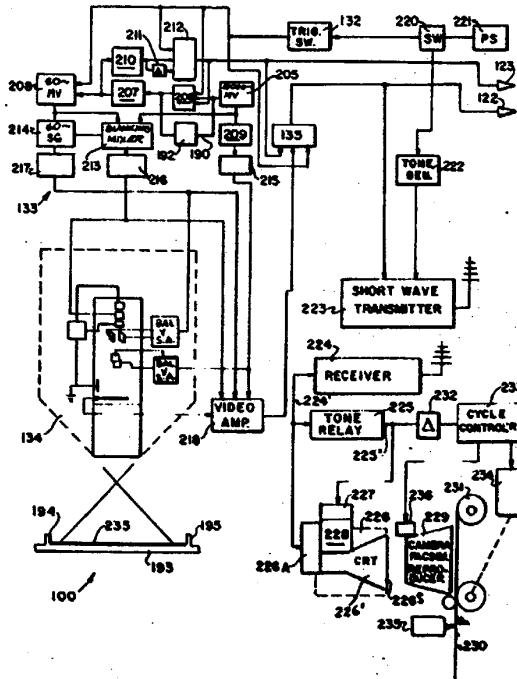 212
132
TRIG. SW.
220
SW
221
PS
123
122
208
60~ MV
210
211
Δ
207
205
MV
214
60~ SG
213
BLANKING MIXER
192
190
209
135
217
133
216
215
TONE GEN.
222
SHORT WAVE TRANSMITTER
223
BAL V S.A.
BAL V S.A.
134
VIDEO AMP.
218
224
RECEIVER
224'
TONE RELAY
225
225'
232
Δ
CYCLE CONTROL'R
234
231
227
226
228
236
229
CAMERA FACSM. REPRODUCER
226A
CRT
226'
226S
235
230
194
235
195
193
100